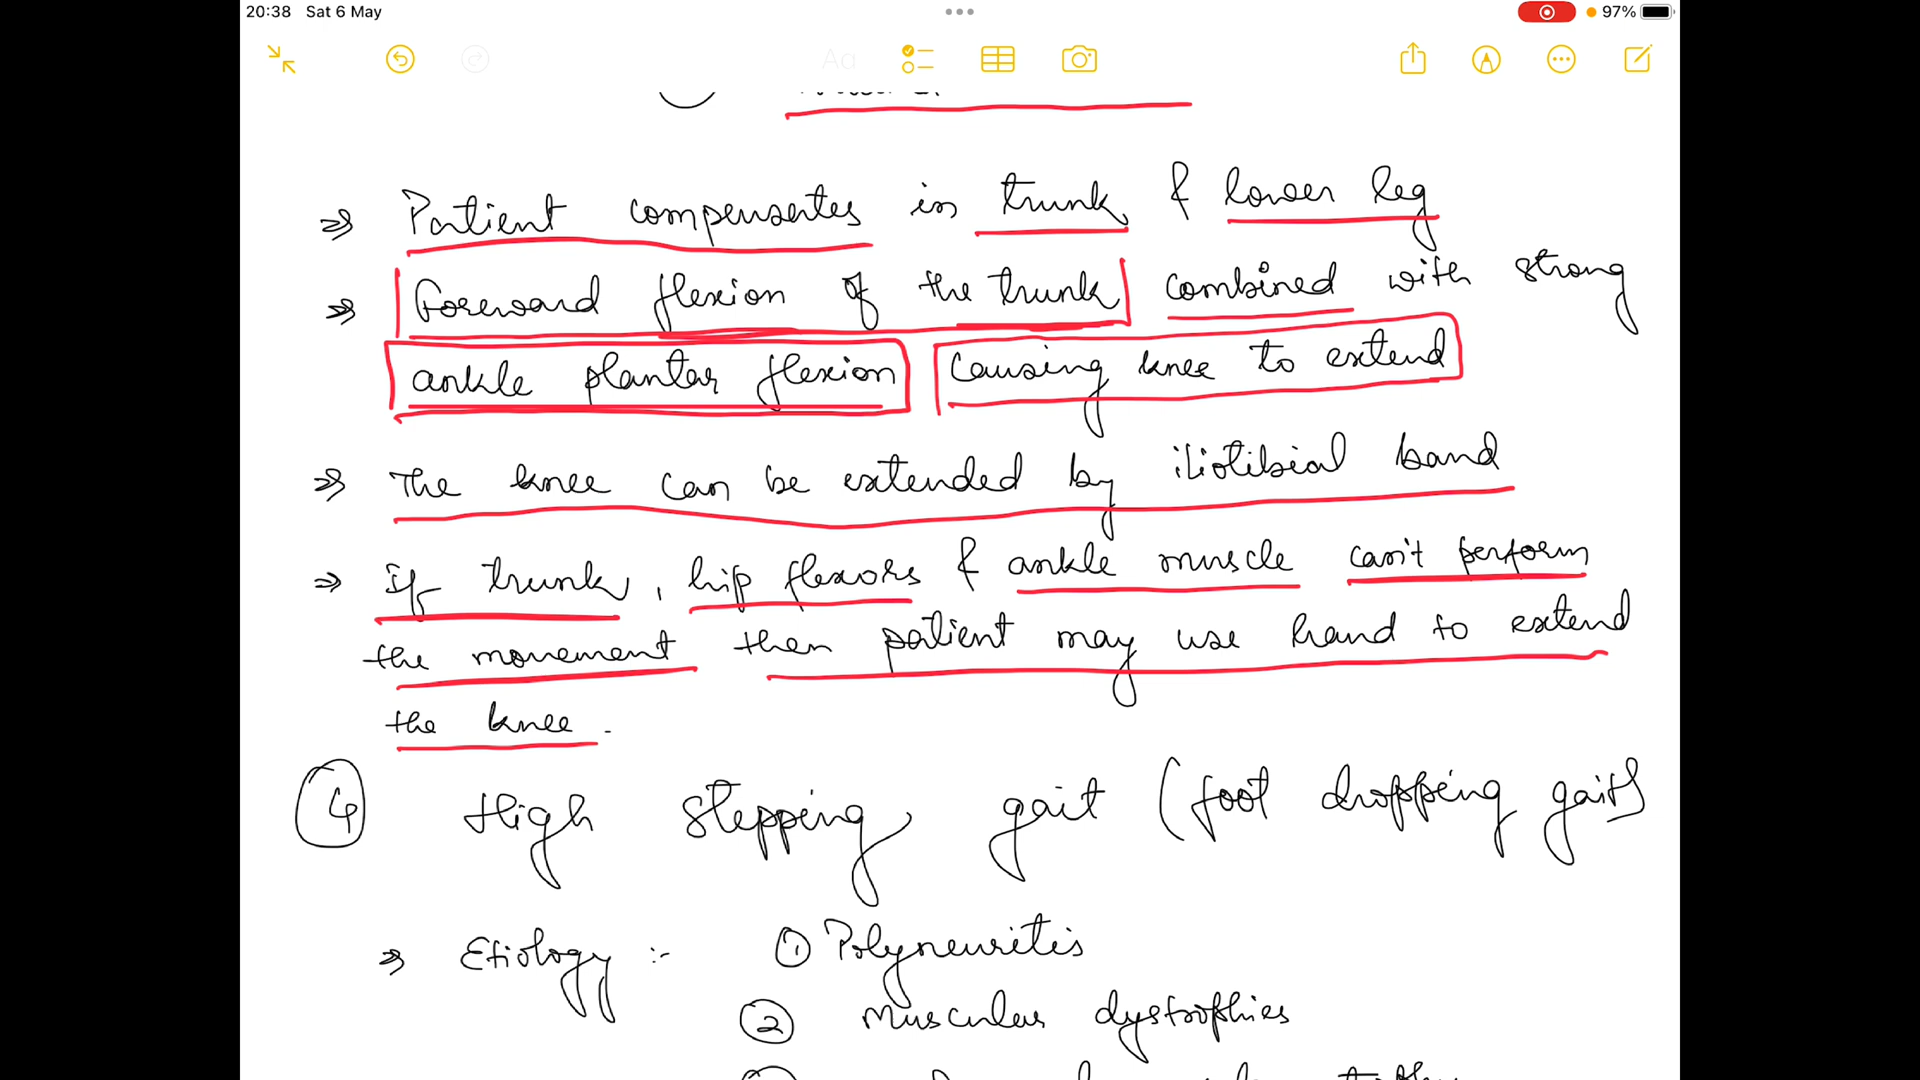 20:38 Sat 6 May
97%
Aa
⇒ Patient compensates in trunk & lower leg
⇒ Foreward flexion of the trunk combined with strong
ankle plantar flexion causing knee to extend
⇒ The knee can be extended by iliotibial band
⇒ If trunk, hip flexors & ankle muscle can't perform
the movement then patient may use hand to extend
the knee.
④ High stepping gait (foot dropping gait)
⇒ Etiology :- ① Polyneuritis
② Muscular dystrophies